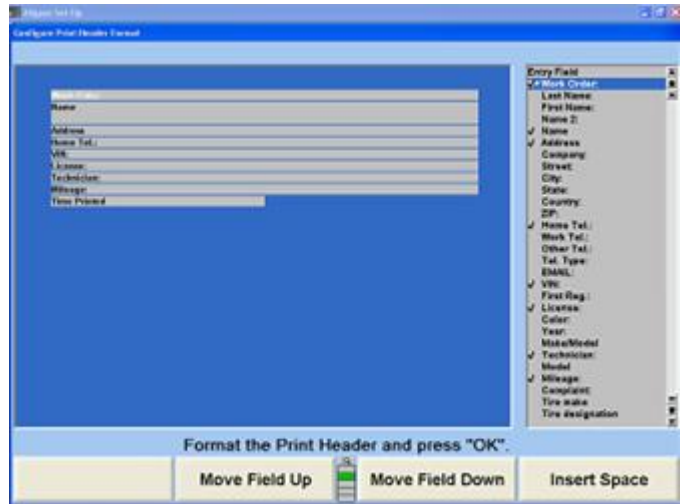 Aligner Set-Up
Configure Print Header Format
Work Order:
Name
Address
Home Tel.:
VIN:
License:
Technician:
Mileage:
Time Printed
Entry Field
Work Order:
Last Name:
First Name:
Name 2:
Name
Address
Company:
Street:
City:
State:
Country:
ZIP:
Home Tel.:
Work Tel.:
Other Tel.:
Tel. Type:
EMAIL:
VIN:
First Reg.:
License:
Color:
Year:
Make/Model
Technician:
Model
Mileage:
Complaint:
Tire make
Tire designation
Format the Print Header and press "OK".
Move Field Up
Move Field Down
Insert Space